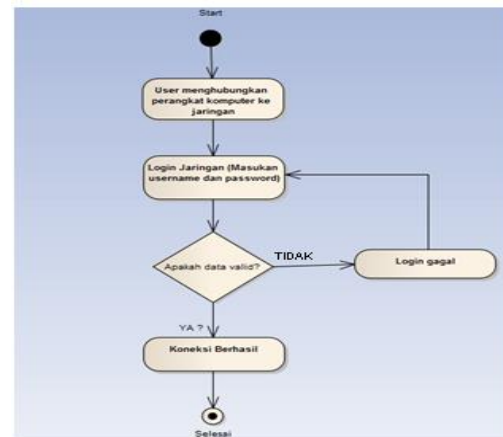 Start
User menghubungkan
perangkat komputer ke
jaringan
Login Jaringan (Masukan
username dan password)
Apakah data valid?
TIDAK
Login gagal
YA ?
Koneksi Berhasil
Selesai